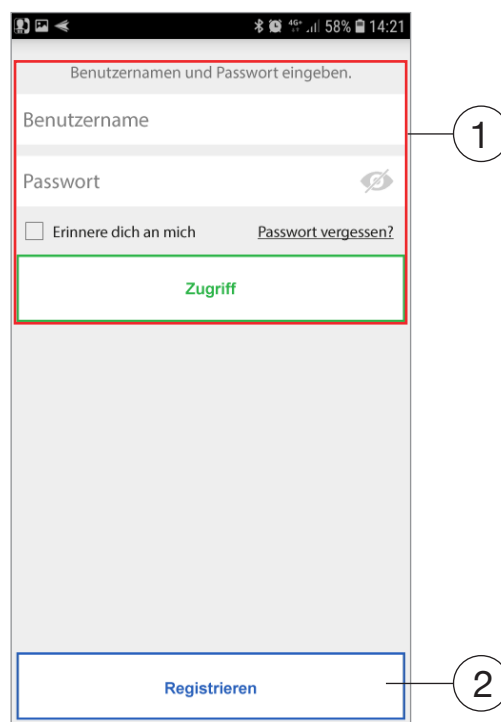 4G+ 58% 14:21
Benutzernamen und Passwort eingeben.
Benutzername
1
Passwort
Erinnere dich an mich Passwort vergessen?
Zugriff
Registrieren
2